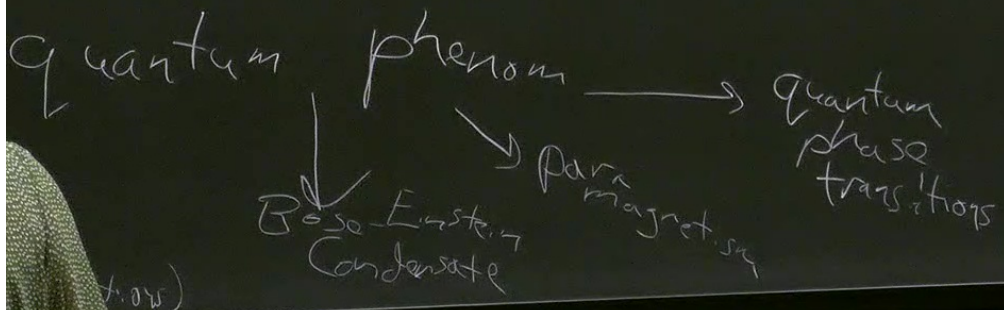 quantum phenom
quantum
phase
transitions
para
magnetism
Bose-Einstein
Condensate